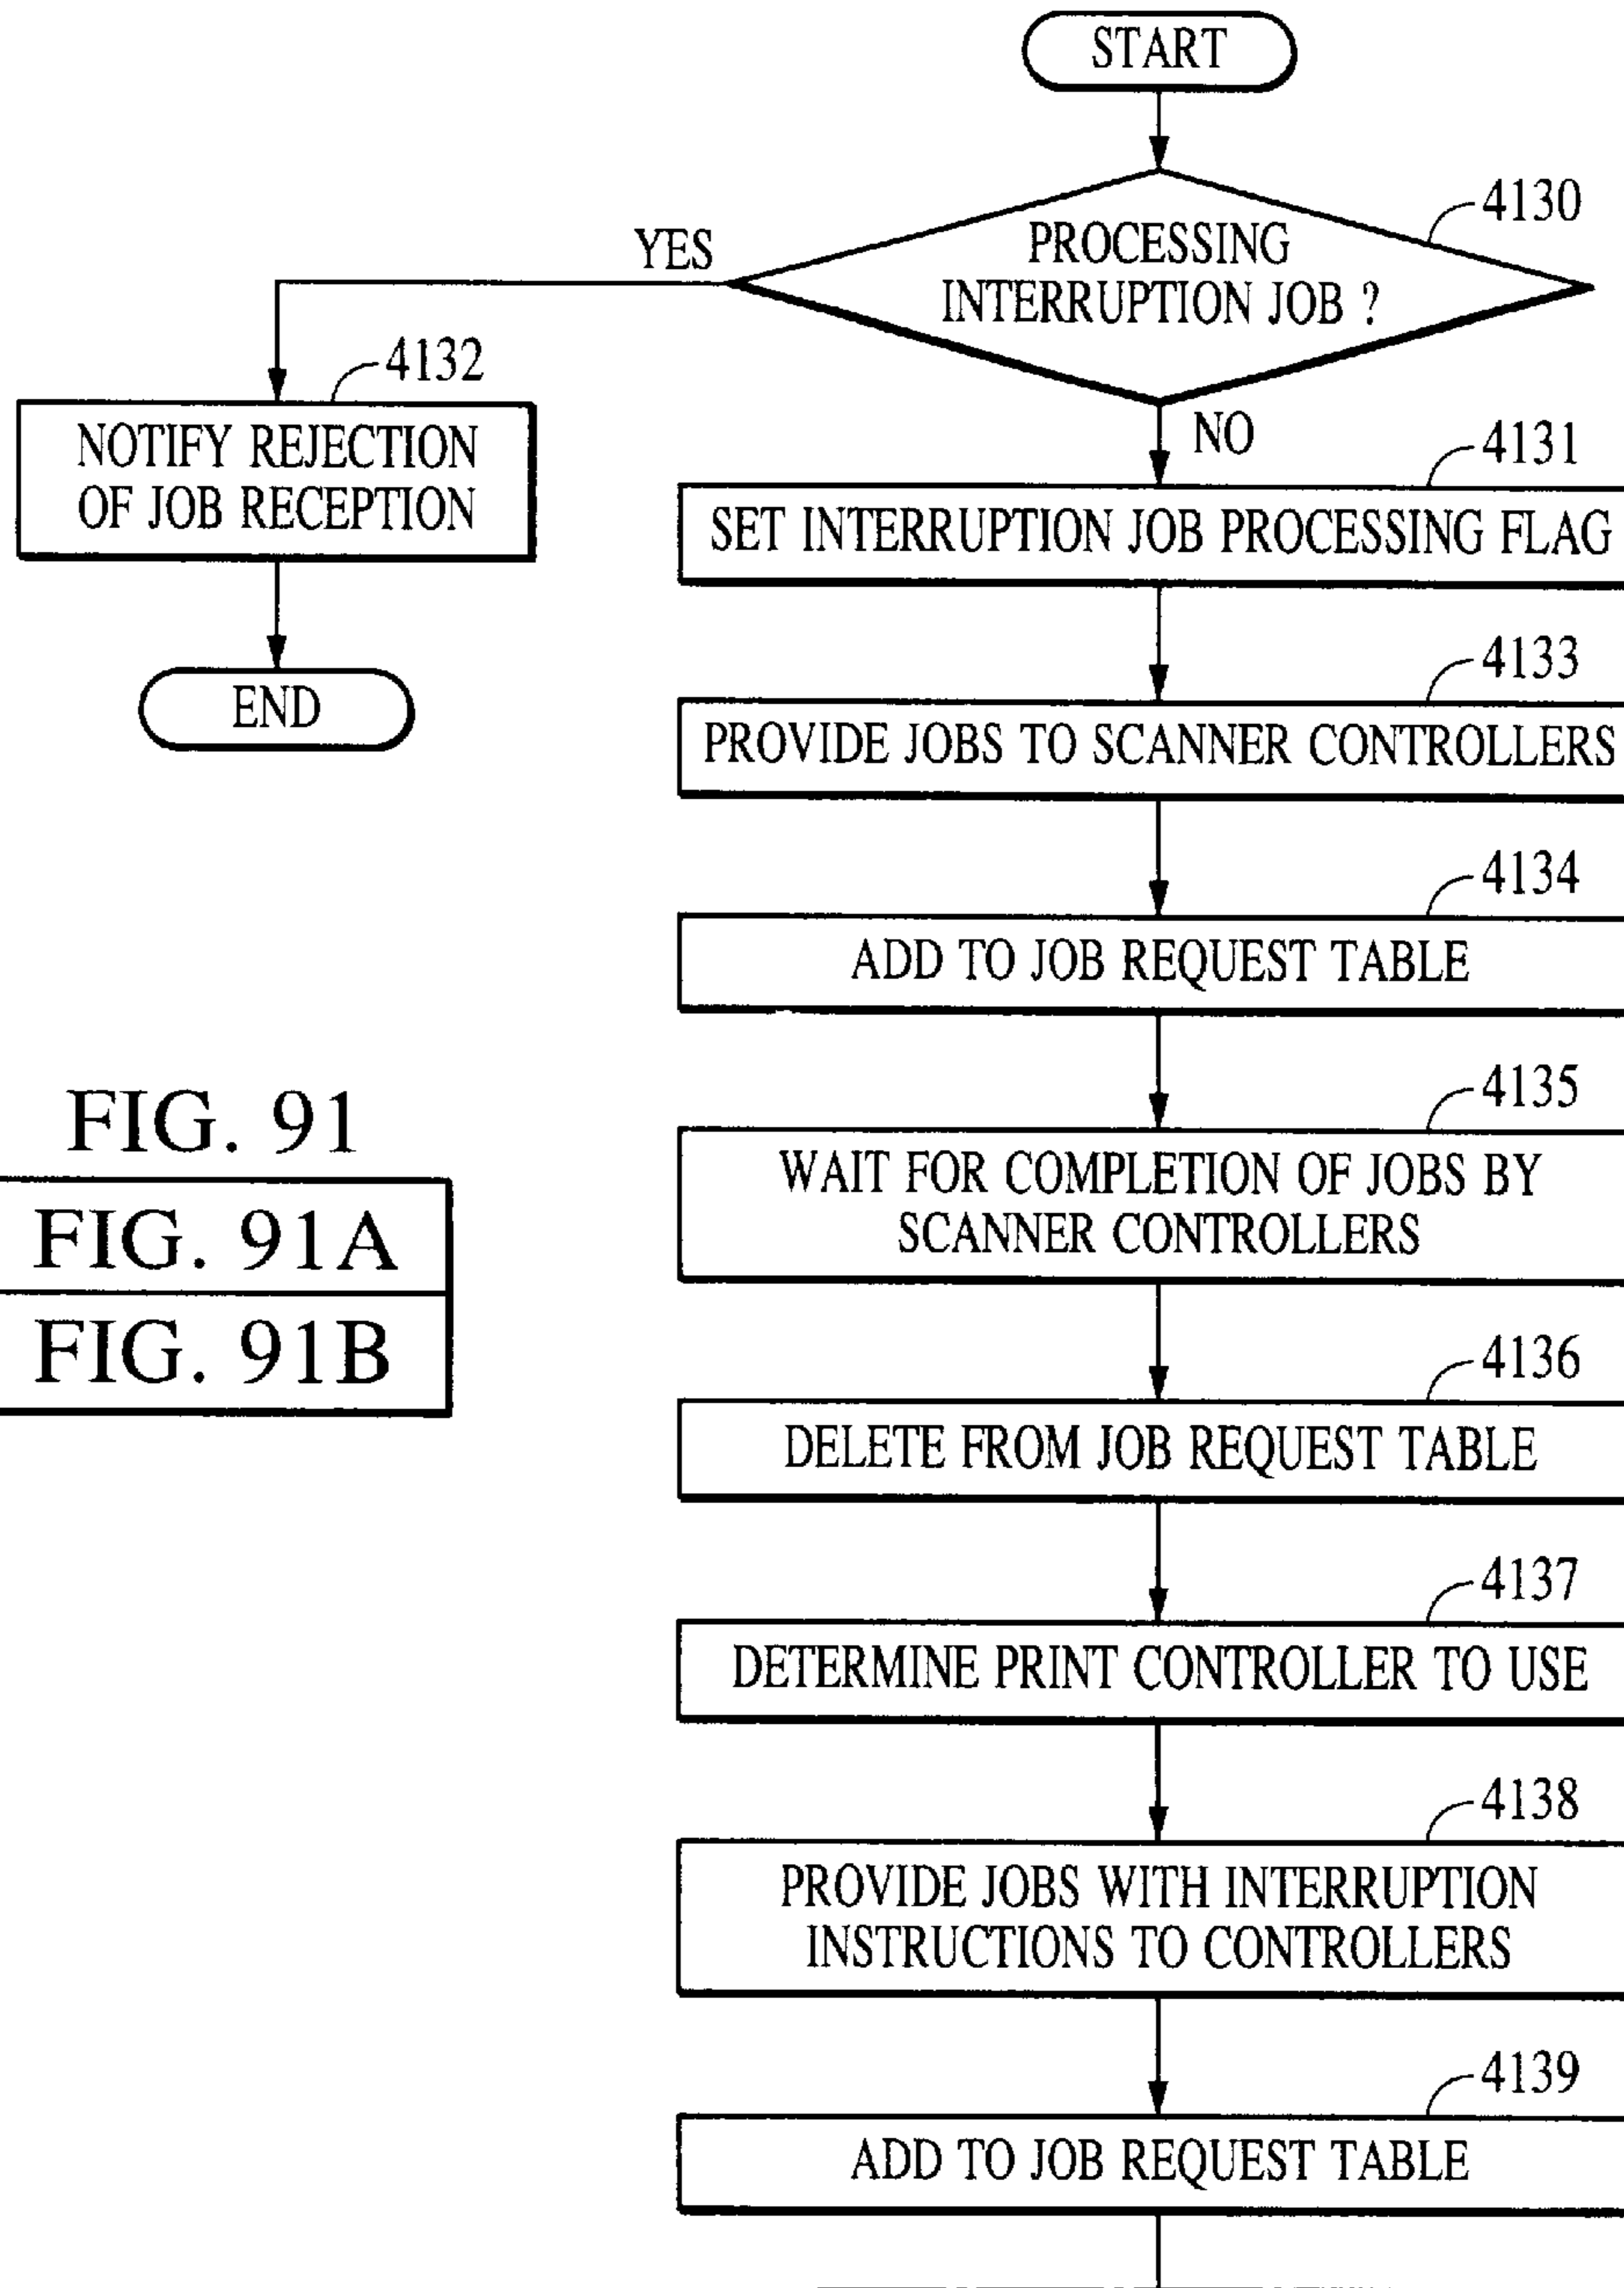 START
PROCESSING
INTERRUPTION JOB ?
4130
YES
NO
4132
NOTIFY REJECTION
OF JOB RECEPTION
END
4131
SET INTERRUPTION JOB PROCESSING FLAG
4133
PROVIDE JOBS TO SCANNER CONTROLLERS
4134
ADD TO JOB REQUEST TABLE
4135
WAIT FOR COMPLETION OF JOBS BY
SCANNER CONTROLLERS
4136
DELETE FROM JOB REQUEST TABLE
4137
DETERMINE PRINT CONTROLLER TO USE
4138
PROVIDE JOBS WITH INTERRUPTION
INSTRUCTIONS TO CONTROLLERS
4139
ADD TO JOB REQUEST TABLE
FIG. 91
FIG. 91A
FIG. 91B